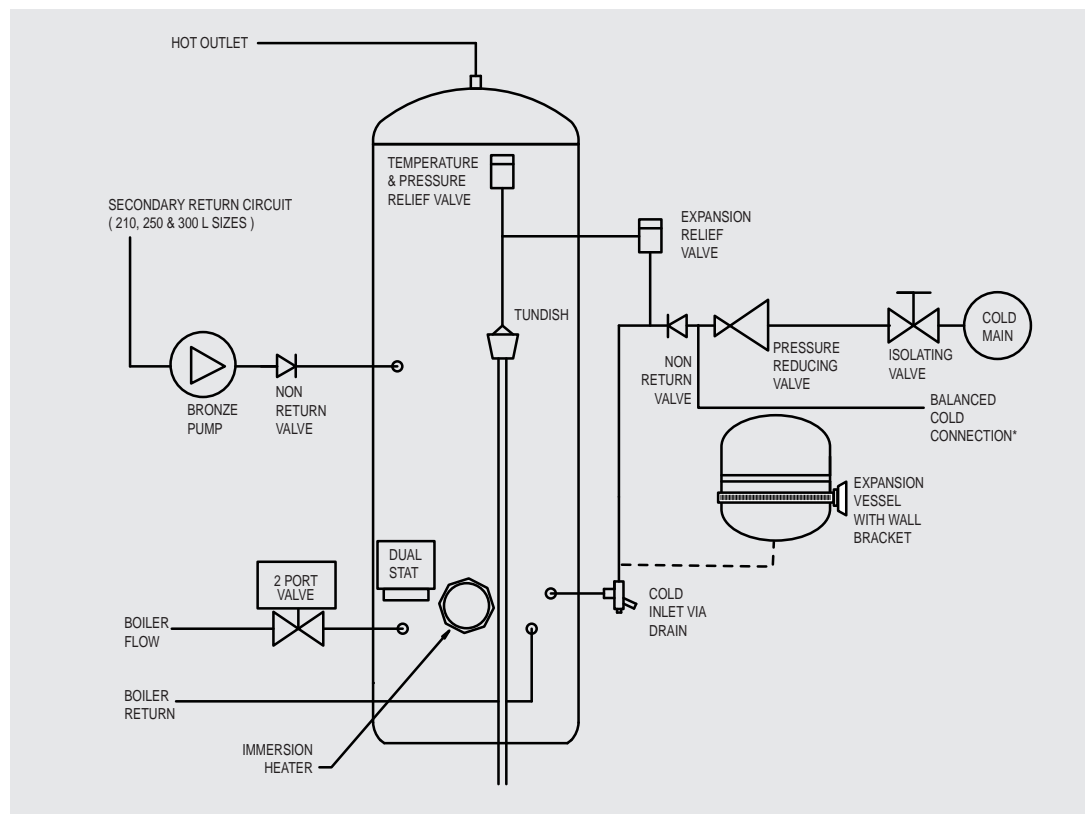 HOT OUTLET
TEMPERATURE
& PRESSURE
RELIEF VALVE
SECONDARY RETURN CIRCUIT
( 210, 250 & 300 L SIZES )
EXPANSION
RELIEF
VALVE
TUNDISH
COLD
MAIN
PRESSURE
REDUCING
VALVE
ISOLATING
VALVE
NON
RETURN
VALVE
BRONZE
PUMP
NON
RETURN
VALVE
BALANCED
COLD
CONNECTION*
EXPANSION
VESSEL
WITH WALL
BRACKET
DUAL
STAT
2 PORT
VALVE
COLD
INLET VIA
DRAIN
BOILER
FLOW
BOILER
RETURN
IMMERSION
HEATER